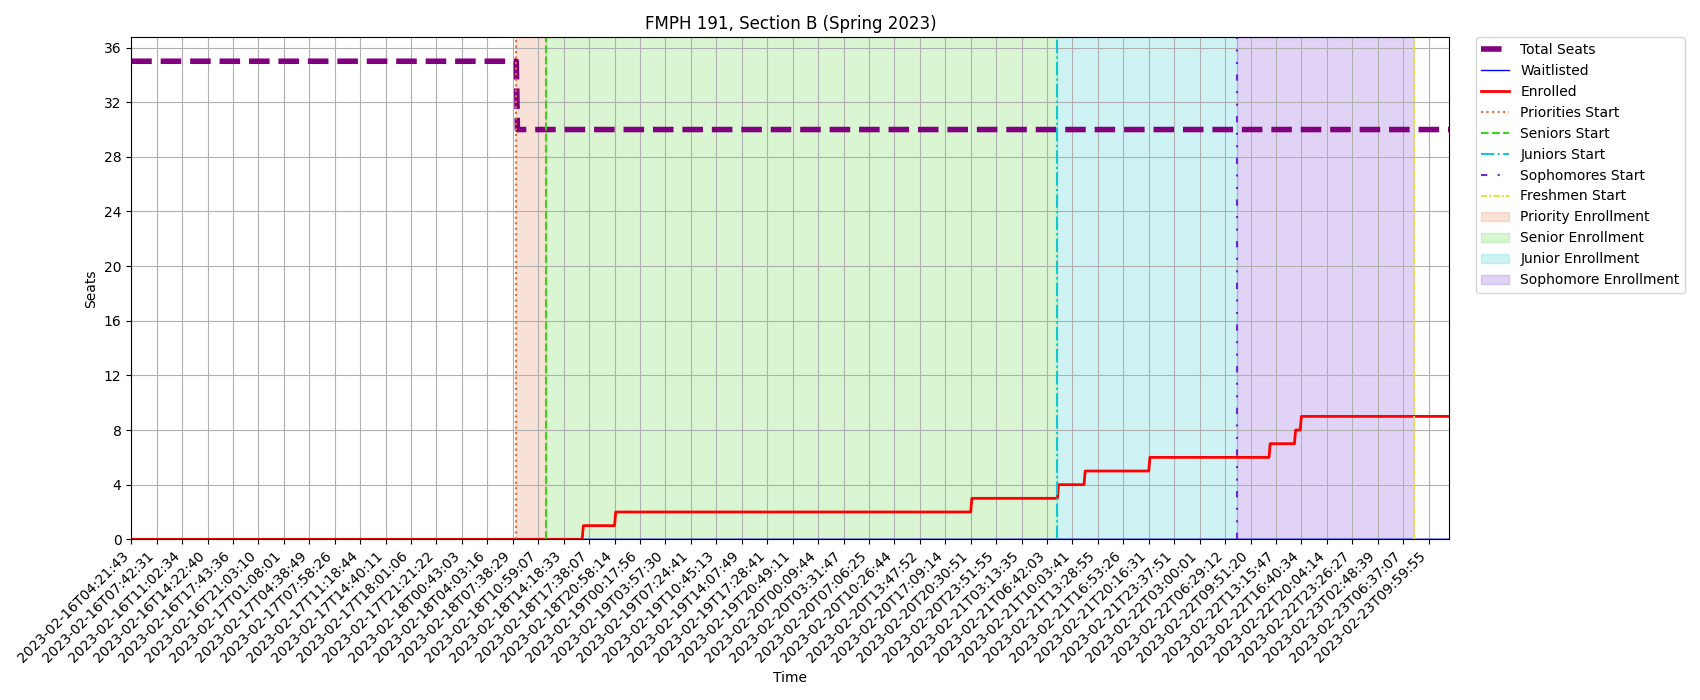 FMPH 191, Section B (Spring 2023)
36
32
28
24
20
16
12
8
4
0
Seats
2023-02-16T04:21:43
2023-02-16T07:42:31
2023-02-16T11:02:34
2023-02-16T14:22:40
2023-02-16T17:43:36
2023-02-16T21:03:10
2023-02-17T01:08:01
2023-02-17T04:38:49
2023-02-17T07:58:26
2023-02-17T11:18:44
2023-02-17T14:40:11
2023-02-17T18:01:06
2023-02-17T21:21:22
2023-02-18T00:43:03
2023-02-18T04:03:16
2023-02-18T07:38:29
2023-02-18T10:59:07
2023-02-18T14:18:33
2023-02-18T17:38:07
2023-02-18T20:58:14
2023-02-19T00:17:56
2023-02-19T03:57:30
2023-02-19T07:24:41
2023-02-19T10:45:13
2023-02-19T14:07:49
2023-02-19T17:28:41
2023-02-19T20:49:11
2023-02-20T00:09:44
2023-02-20T03:31:47
2023-02-20T07:06:25
2023-02-20T10:26:44
2023-02-20T13:47:52
2023-02-20T17:09:14
2023-02-20T20:30:51
2023-02-20T23:51:55
2023-02-21T03:13:35
2023-02-21T06:42:03
2023-02-21T10:03:41
2023-02-21T13:28:55
2023-02-21T16:53:26
2023-02-21T20:16:31
2023-02-21T23:37:51
2023-02-22T03:00:01
2023-02-22T06:29:12
2023-02-22T09:51:20
2023-02-22T13:15:47
2023-02-22T16:40:34
2023-02-22T20:04:14
2023-02-22T23:26:27
2023-02-23T02:48:39
2023-02-23T06:37:07
2023-02-23T09:59:55
Time
Total Seats
Waitlisted
Enrolled
Priorities Start
Seniors Start
Juniors Start
Sophomores Start
Freshmen Start
Priority Enrollment
Senior Enrollment
Junior Enrollment
Sophomore Enrollment